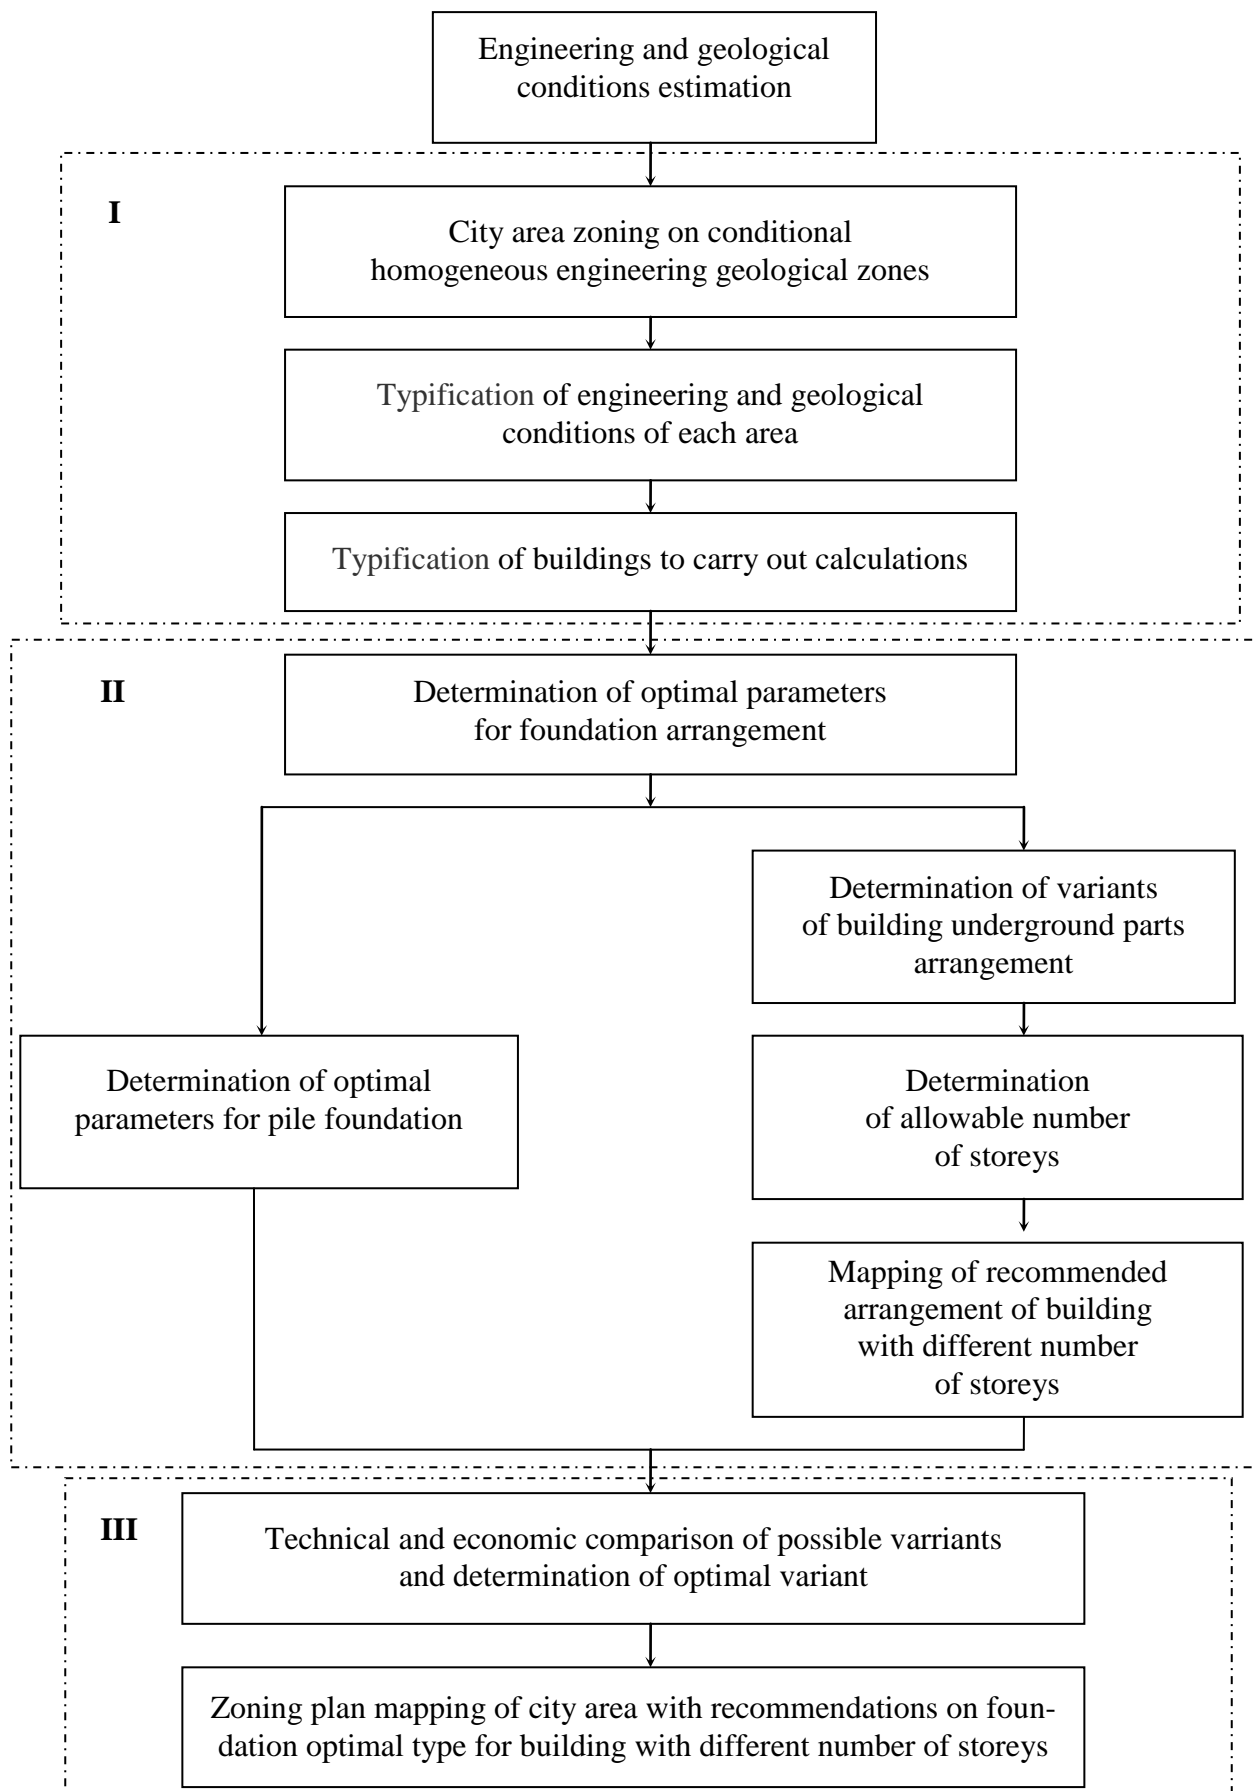 Engineering and geological
conditions estimation
I
City area zoning on conditional
homogeneous engineering geological zones
Typification of engineering and geological
conditions of each area
Typification of buildings to carry out calculations
II
Determination of optimal parameters
for foundation arrangement
Determination of variants
of building underground parts
arrangement
Determination of optimal
parameters for pile foundation
Determination
of allowable number
of storeys
Mapping of recommended
arrangement of building
with different number
of storeys
III
Technical and economic comparison of possible varriants
and determination of optimal variant
Zoning plan mapping of city area with recommendations on foun-
dation optimal type for building with different number of storeys